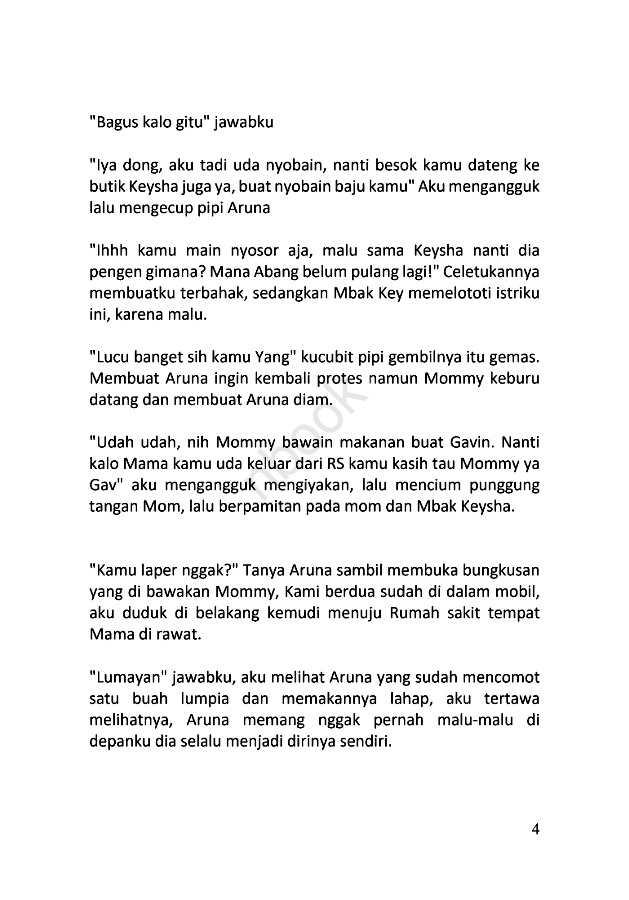 "Bagus kalo gitu" jawabku
"Iya dong, aku tadi uda nyobain, nanti besok kamu dateng ke
butik Keysha juga ya, buat nyobain baju kamu" Aku mengangguk
lalu mengecup pipi Aruna
"Ihhh kamu main nyosor aja, malu sama Keysha nanti dia
pengen gimana? Mana Abang belum pulang lagi!" Celetukannya
membuatku terbahak, sedangkan Mbak Key memelototi istriku
ini, karena malu.
"Lucu banget sih kamu Yang" kucubit pipi gembilnya itu gemas.
Membuat Aruna ingin kembali protes namun Mommy keburu
datang dan membuat Aruna diam.
"Udah udah, nih Mommy bawain makanan buat Gavin. Nanti
kalo Mama kamu uda keluar dari RS kamu kasih tau Mommy ya
Gav" aku mengangguk mengiyakan, lalu mencium punggung
tangan Mom, lalu berpamitan pada mom dan Mbak Keysha.
"Kamu laper nggak?" Tanya Aruna sambil membuka bungkusan
yang di bawakan Mommy, Kami berdua sudah di dalam mobil,
aku duduk di belakang kemudi menuju Rumah sakit tempat
Mama di rawat.
"Lumayan" jawabku, aku melihat Aruna yang sudah mencomot
satu buah lumpia dan memakannya lahap, aku tertawa
melihatnya, Aruna memang nggak pernah malu-malu di
depanku dia selalu menjadi dirinya sendiri.
4